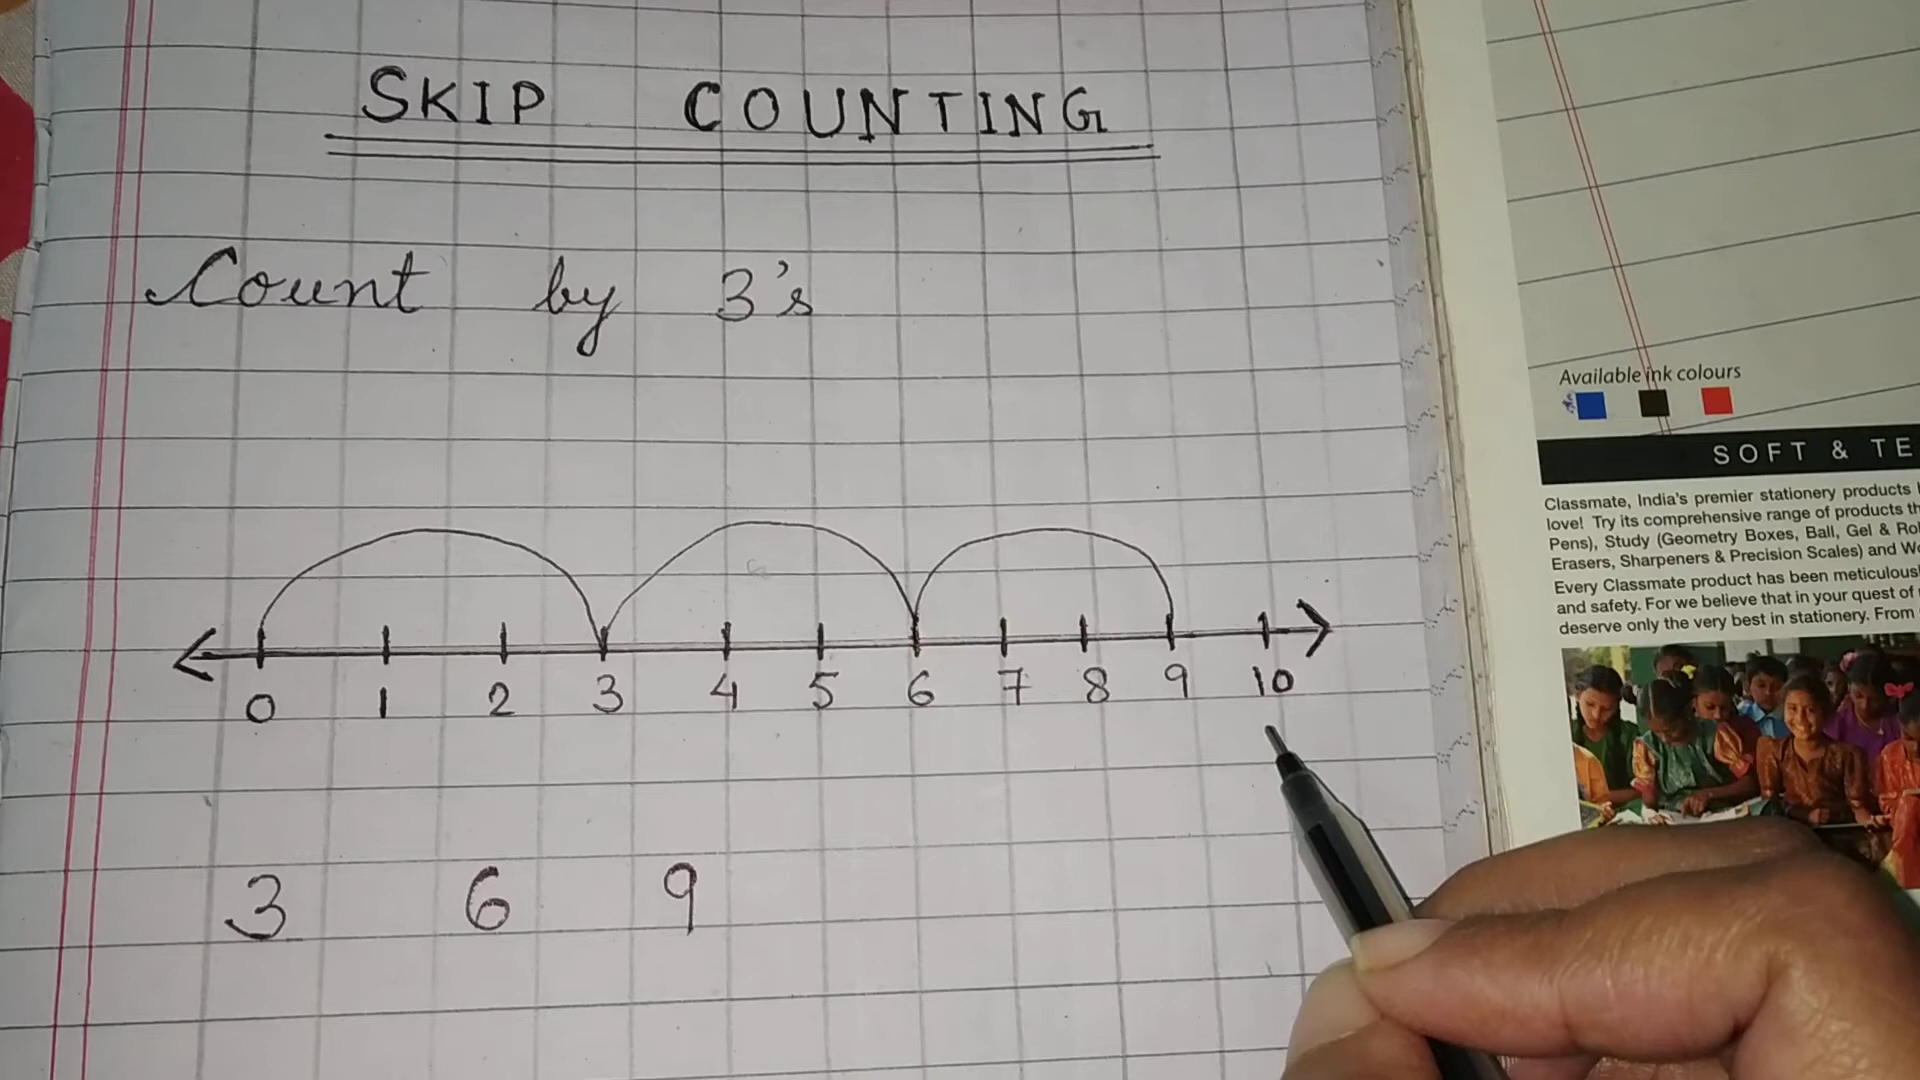 SKIP COUNTING
Count by 3's
0 1 2 3 4 5 6 7 8 9 10
3 6 9
Available ink colours
SOFT & TE
Classmate, India's premier stationery products
love! Try its comprehensive range of products
Pens), Study (Geometry Boxes, Ball, Gel &
Erasers, Sharpeners & Precision Scales) and
Every Classmate product has been
and safety. For we believe that in your quest of
deserve only the very best in stationery. From